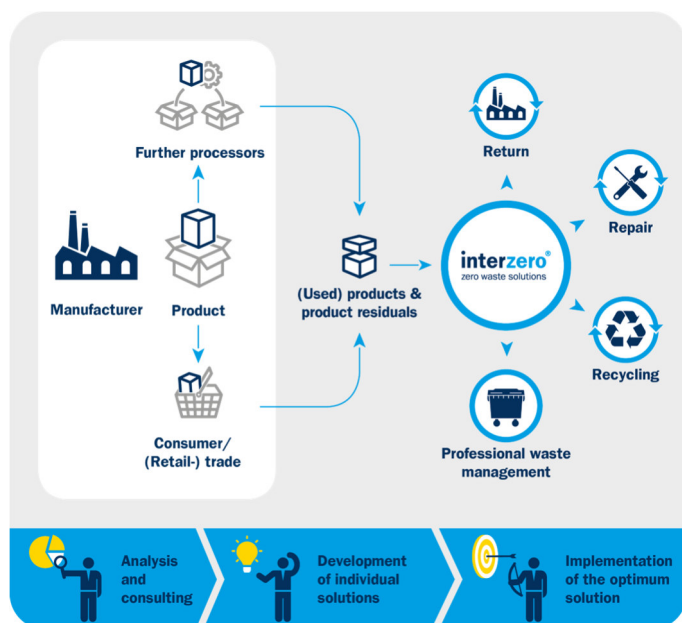 Further processors
Manufacturer
Product
Consumer/
(Retail-) trade
(Used) products &
product residuals
interzero®
zero waste solutions
Return
Repair
Recycling
Professional waste
management
Analysis
and
consulting
Development
of individual
solutions
Implementation
of the optimum
solution